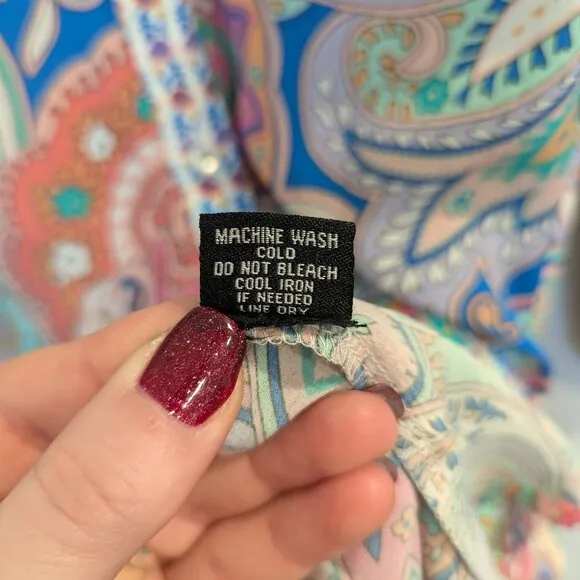 MACHINE WASH
COLD
DO NOT BLEACH
COOL IRON
IF NEEDED
LINE DRY